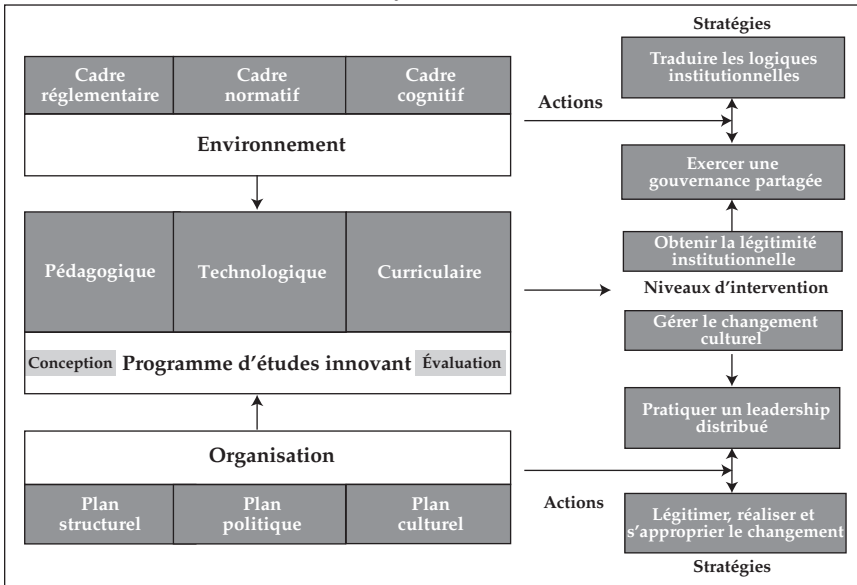 Stratégies
Cadre
réglementaire
Cadre
normatif
Cadre
cognitif
Environnement
Actions
Traduire les logiques
institutionnelles
Exercer une
gouvernance partagée
Obtenir la légitimité
institutionnelle
Pédagogique
Technologique
Curriculaire
Niveaux d’intervention
Conception
Programme d’études innovant
Évaluation
Gérer le changement
culturel
Pratiquer un leadership
distribué
Organisation
Plan
structurel
Plan
politique
Plan
culturel
Actions
Légitimer, réaliser et
s’approprier le changement
Stratégies